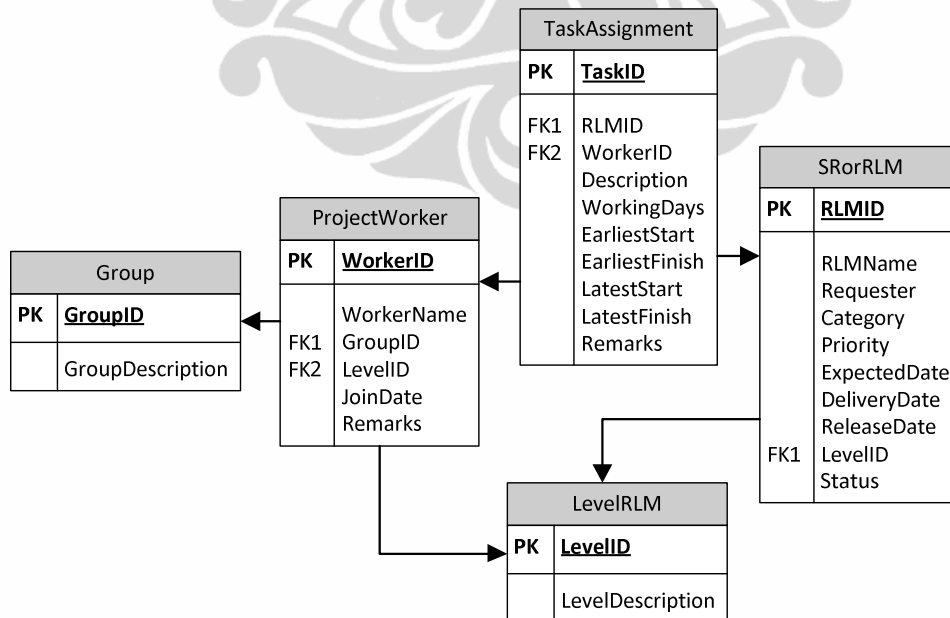 TaskAssignment
PK TaskID
FK1 RLMID
FK2 WorkerID
Description
WorkingDays
EarliestStart
EarliestFinish
LatestStart
LatestFinish
Remarks
SRorRLM
PK RLMID
RLMName
Requester
Category
Priority
ExpectedDate
DeliveryDate
ReleaseDate
FK1 LevelID
Status
ProjectWorker
PK WorkerID
WorkerName
FK1 GroupID
FK2 LevelID
JoinDate
Remarks
Group
PK GroupID
GroupDescription
LevelRLM
PK LevelID
LevelDescription